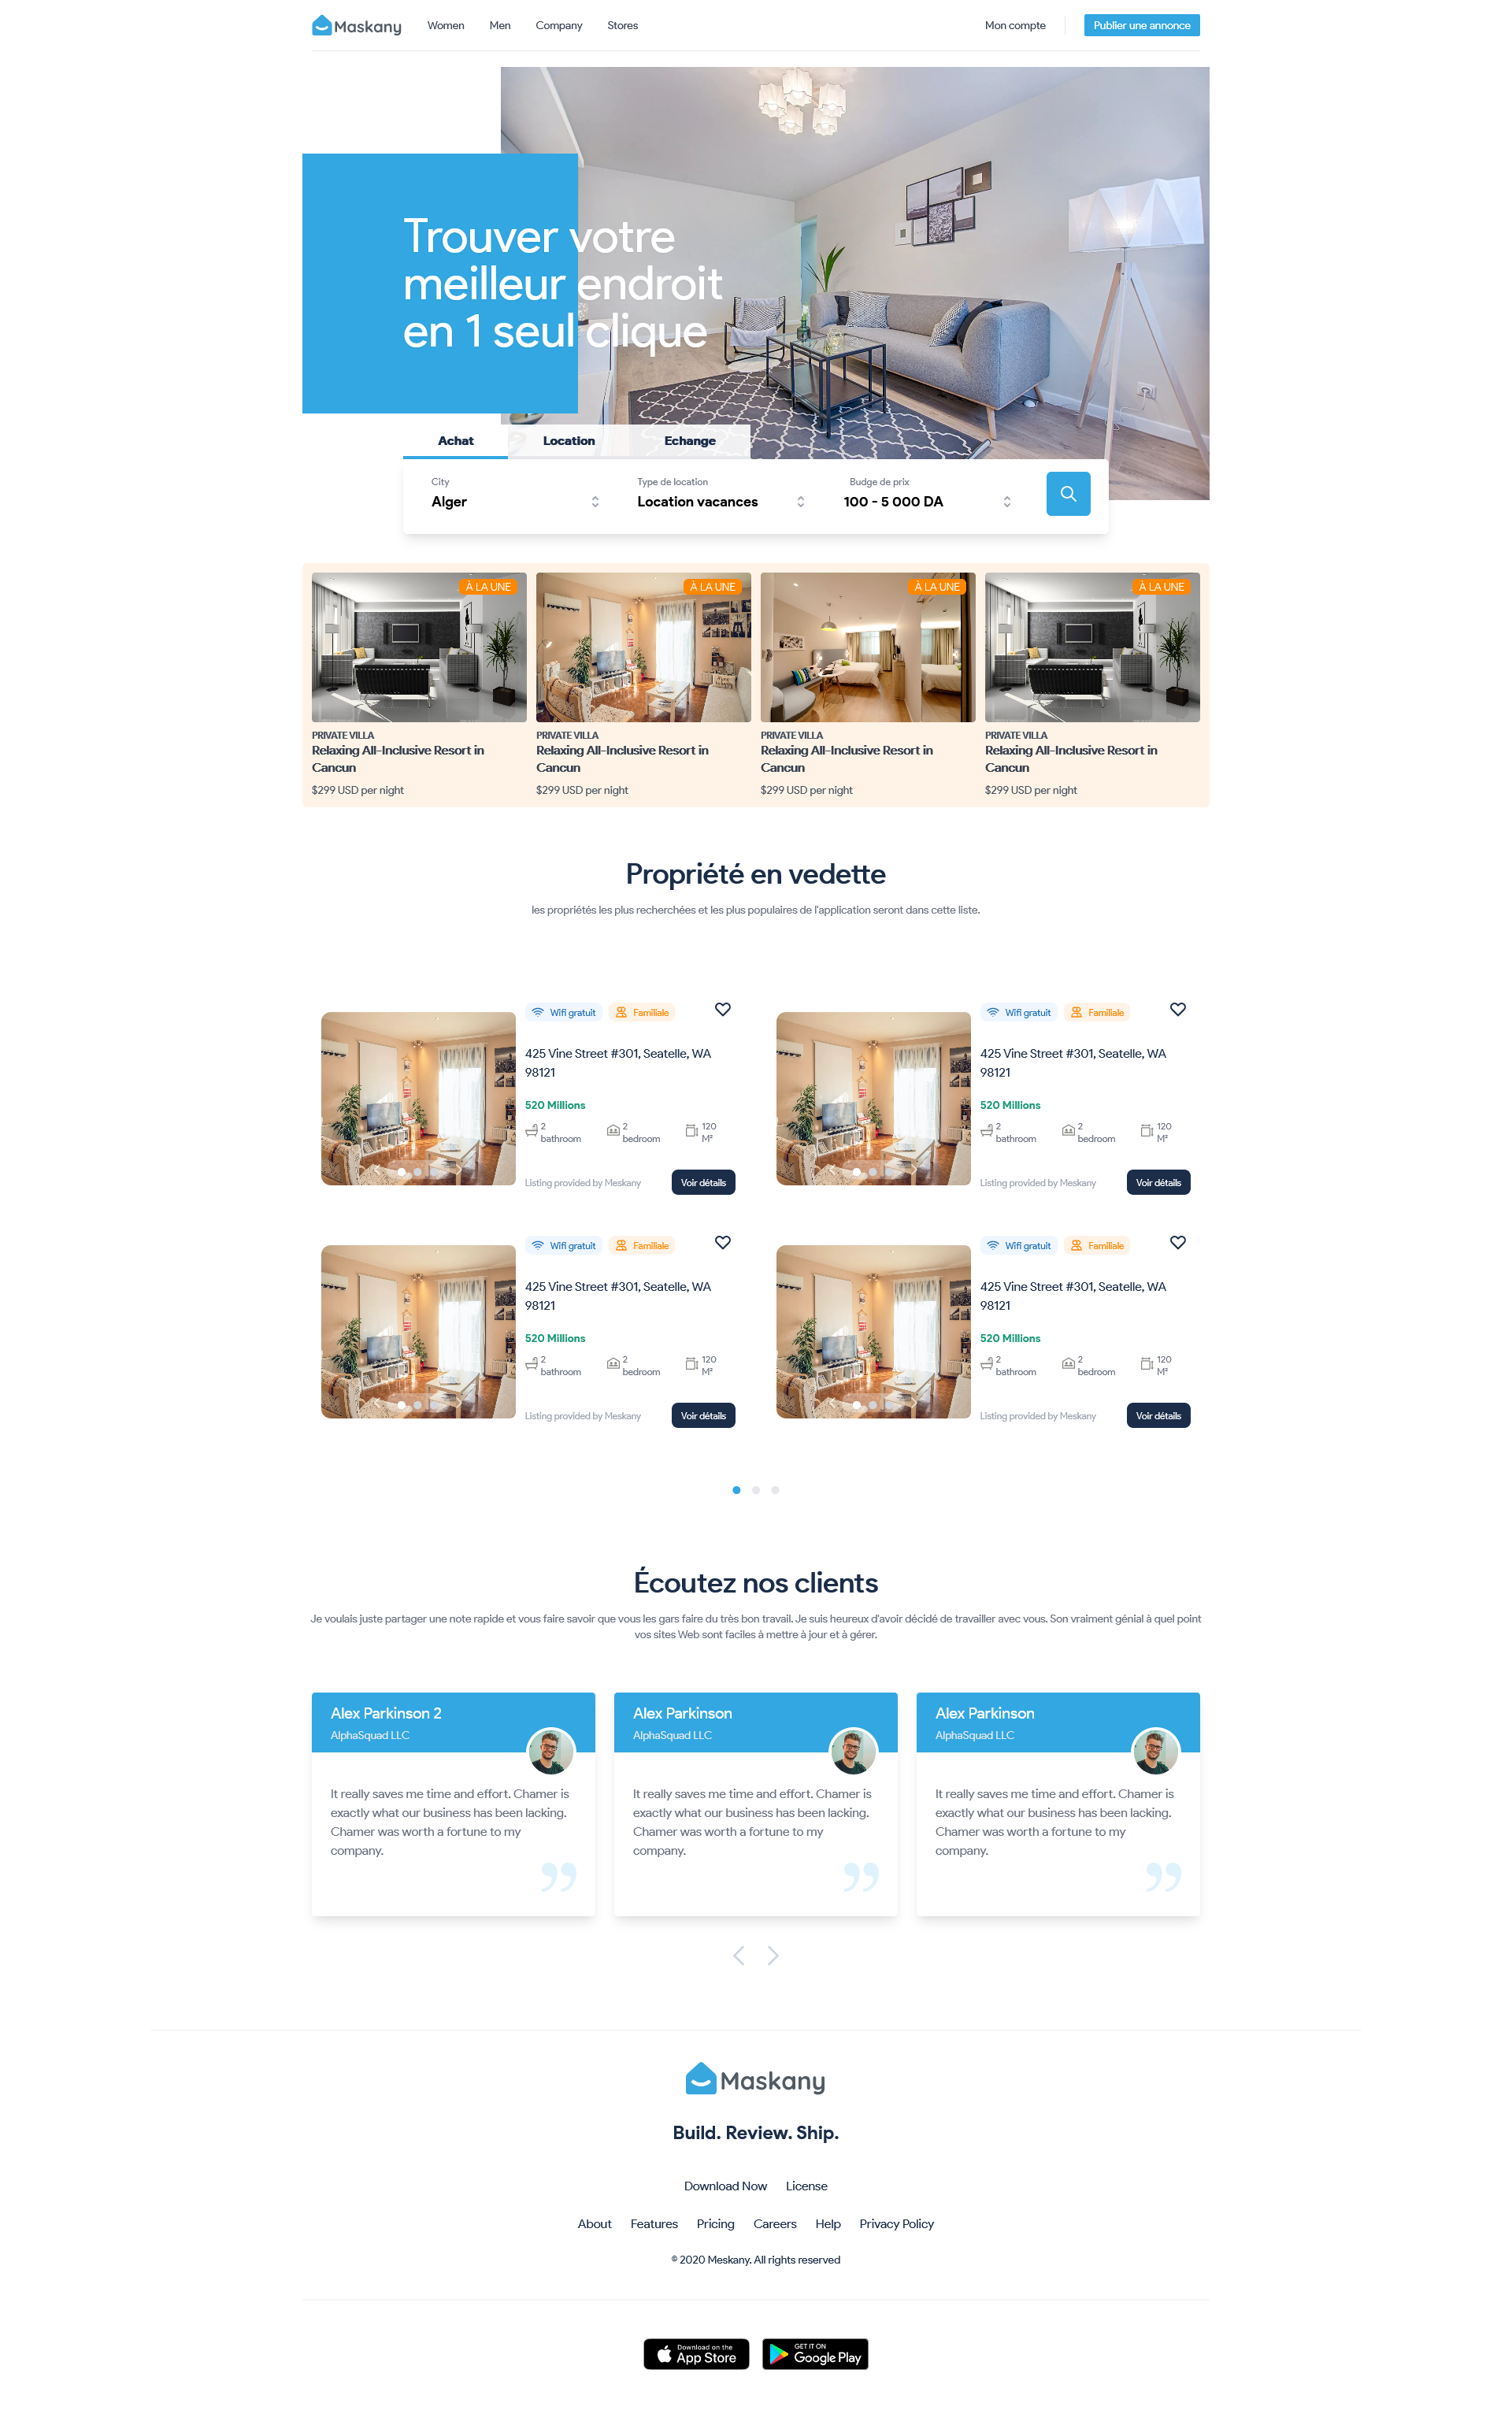 Maskany
Women
Men
Company
Stores
Mon compte
Publier une annonce
Trouver votre
meilleur endroit
en 1 seul clique
Achat
Location
Echange
City
Alger
Type de location
Location vacances
Budge de prix
100 - 5 000 DA
À LA UNE
À LA UNE
À LA UNE
À LA UNE
PRIVATE VILLA
Relaxing All-Inclusive Resort in
Cancun
$299 USD per night
PRIVATE VILLA
Relaxing All-Inclusive Resort in
Cancun
$299 USD per night
PRIVATE VILLA
Relaxing All-Inclusive Resort in
Cancun
$299 USD per night
PRIVATE VILLA
Relaxing All-Inclusive Resort in
Cancun
$299 USD per night
Propriété en vedette
les propriétés les plus recherchées et les plus populaires de l'application seront dans cette liste.
Wifi gratuit
Familiale
425 Vine Street #301, Seatelle, WA
98121
520 Millions
2
bathroom
2
bedroom
120
M²
Listing provided by Meskany
Voir détails
Wifi gratuit
Familiale
425 Vine Street #301, Seatelle, WA
98121
520 Millions
2
bathroom
2
bedroom
120
M²
Listing provided by Meskany
Voir détails
Wifi gratuit
Familiale
425 Vine Street #301, Seatelle, WA
98121
520 Millions
2
bathroom
2
bedroom
120
M²
Listing provided by Meskany
Voir détails
Wifi gratuit
Familiale
425 Vine Street #301, Seatelle, WA
98121
520 Millions
2
bathroom
2
bedroom
120
M²
Listing provided by Meskany
Voir détails
Écoutez nos clients
Je voulais juste partager une note rapide et vous faire savoir que vous les gars faire du très bon travail. Je suis heureux d'avoir décidé de travailler avec vous. Son vraiment génial à quel point
vos sites Web sont faciles à mettre à jour et à gérer.
Alex Parkinson 2
AlphaSquad LLC
It really saves me time and effort. Chamer is
exactly what our business has been lacking.
Chamer was worth a fortune to my
company.
Alex Parkinson
AlphaSquad LLC
It really saves me time and effort. Chamer is
exactly what our business has been lacking.
Chamer was worth a fortune to my
company.
Alex Parkinson
AlphaSquad LLC
It really saves me time and effort. Chamer is
exactly what our business has been lacking.
Chamer was worth a fortune to my
company.
Maskany
Build. Review. Ship.
Download Now
License
About
Features
Pricing
Careers
Help
Privacy Policy
© 2020 Meskany. All rights reserved
Download on the
App Store
GET IT ON
Google Play